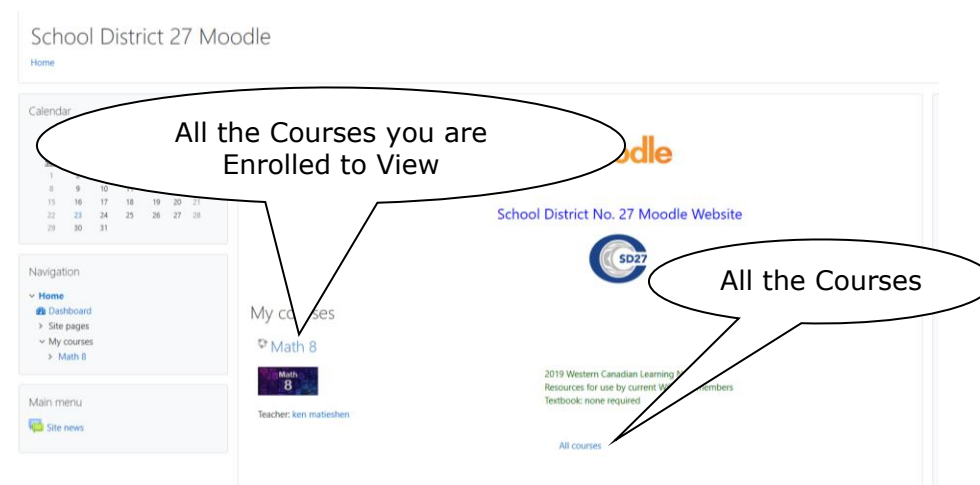 School District 27 Moodle
Home
Calendar
All the Courses you are
Enrolled to View
1
8 9 10
15 16 17 18 19 20 21
22 23 24 25 26 27 28
29 30 31
Navigation
Home
Dashboard
Site pages
My courses
Math 8
Main menu
Site news
School District No. 27 Moodle Website
SD27
All the Courses
My
Math 8
Math
8
Teacher: ken matieshen
2019 Western Canadian Learning
Resources for use by current
Textbook: none required
All courses